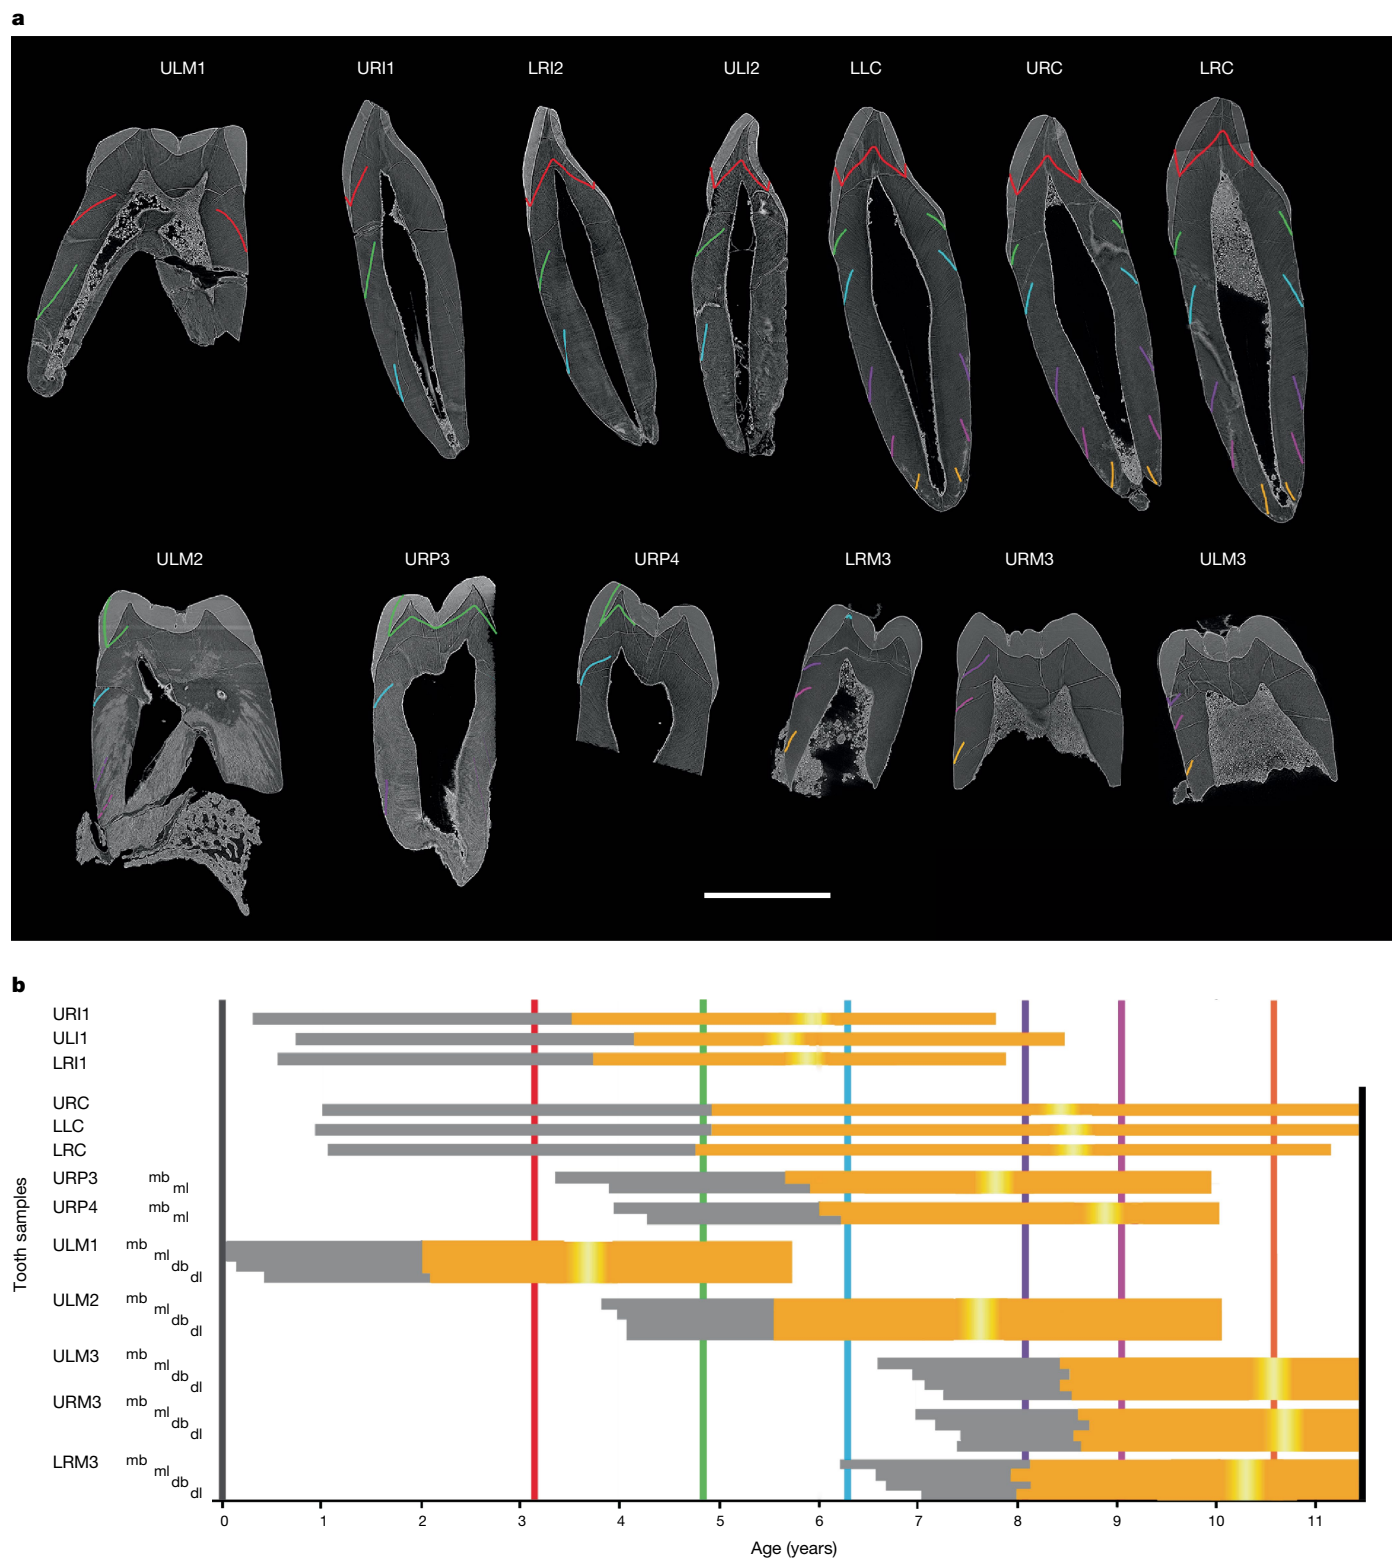 a
ULM1 URI1 LRI2 ULI2 LLC URC LRC
ULM2 URP3 URP4 LRM3 URM3 ULM3
b
Tooth samples
URI1
ULI1
LRI1
URC
LLC
LRC
URP3 mb
ml
URP4 mb
ml
ULM1 mb
ml
db
dl
ULM2 mb
ml
db
dl
ULM3 mb
ml
db
dl
URM3 mb
ml
db
dl
LRM3 mb
ml
db
dl
0 1 2 3 4 5 6 7 8 9 10 11
Age (years)